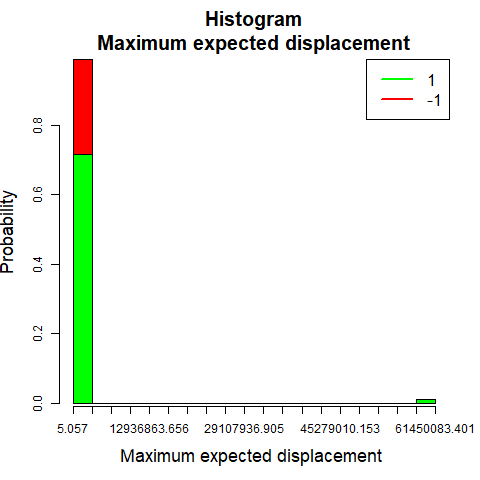 Histogram
Maximum expected displacement
1
-1
Probability
0.8
0.6
0.4
0.2
0.0
5.057 12936863.656 29107936.905 45279010.153 61450083.401
Maximum expected displacement